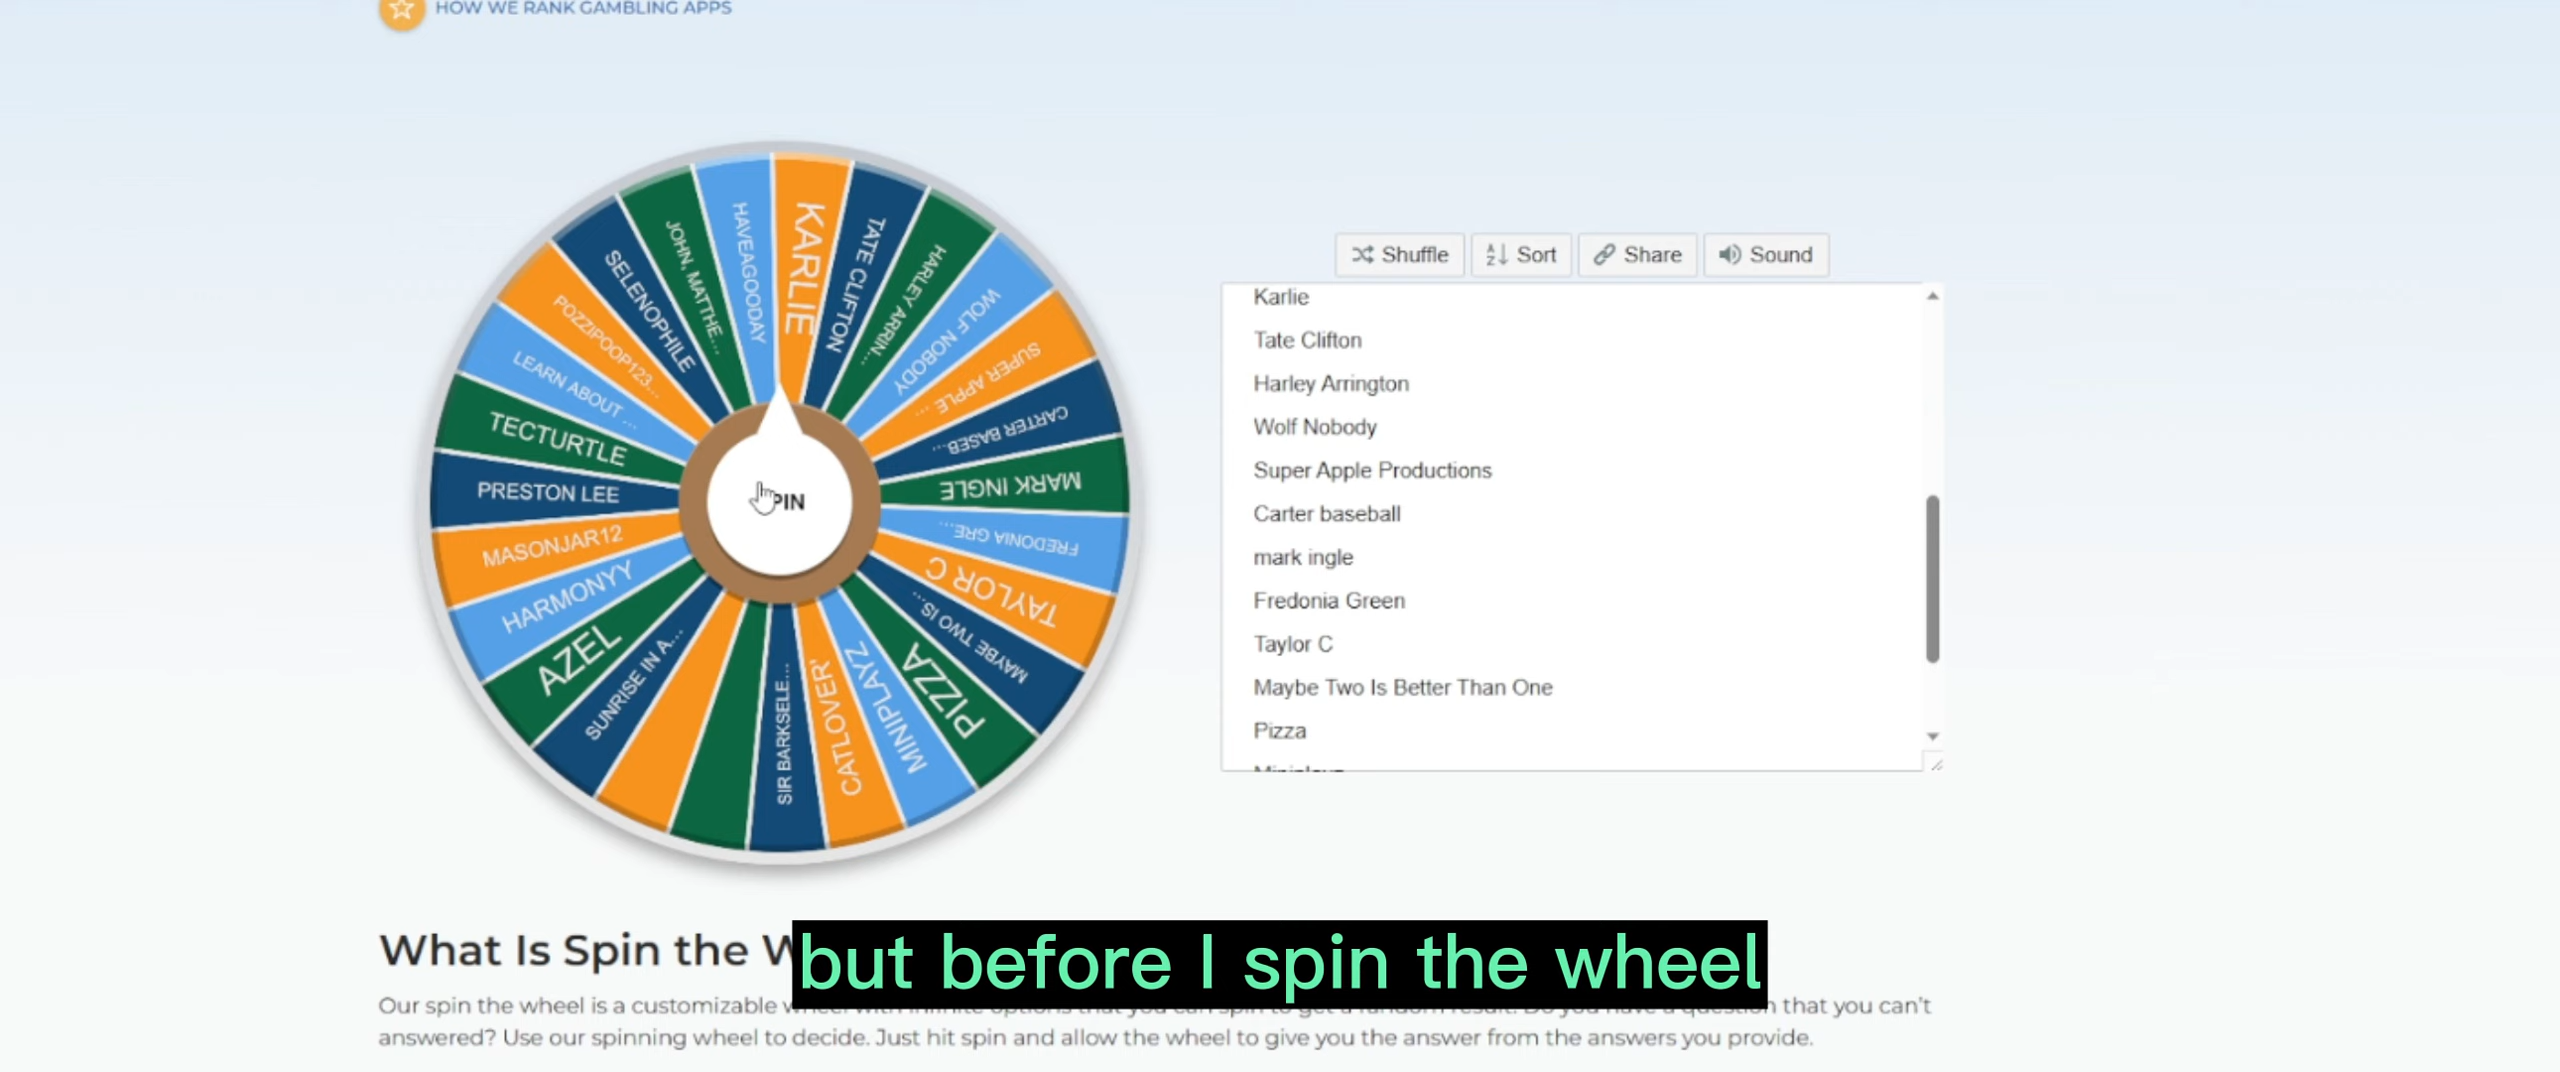 HOW WE RANK GAMBLING APPS
KARLIE
TATE CLIFTON
HARLEY ARRIN...
WOLF NOBODY
SUPER APPLE ...
CARTER BASEB...
MARK INGLE
FREDONIA GRE...
TAYLOR C
MAYBE TWO IS...
PIZZA
MINIPLAYZ
CATLOVER'
SIR BARKSELE...
SUNRISE IN A...
AZEL
HARMONYY
MASONJAR12
PRESTON LEE
TECTURTLE
LEARN ABOUT ...
POZZIPOOP123...
SELENOPHILE
JOHN, MATTHE...
HAVEAGOODAY
PIN
Shuffle Sort Share Sound
Karlie
Tate Clifton
Harley Arrington
Wolf Nobody
Super Apple Productions
Carter baseball
mark ingle
Fredonia Green
Taylor C
Maybe Two Is Better Than One
Pizza
What Is Spin the W
but before I spin the wheel
Our spin the wheel is a customizable that you can't
answered? Use our spinning wheel to decide. Just hit spin and allow the wheel to give you the answer from the answers you provide.